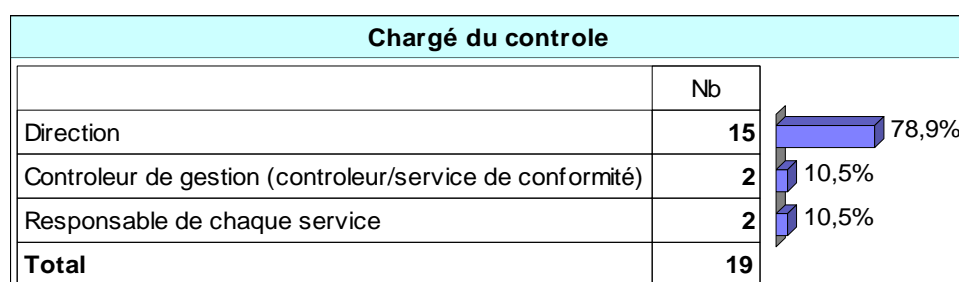 Chargé du controle
Nb
Direction 15 78,9%
Controleur de gestion (controleur/service de conformité) 2 10,5%
Responsable de chaque service 2 10,5%
Total 19